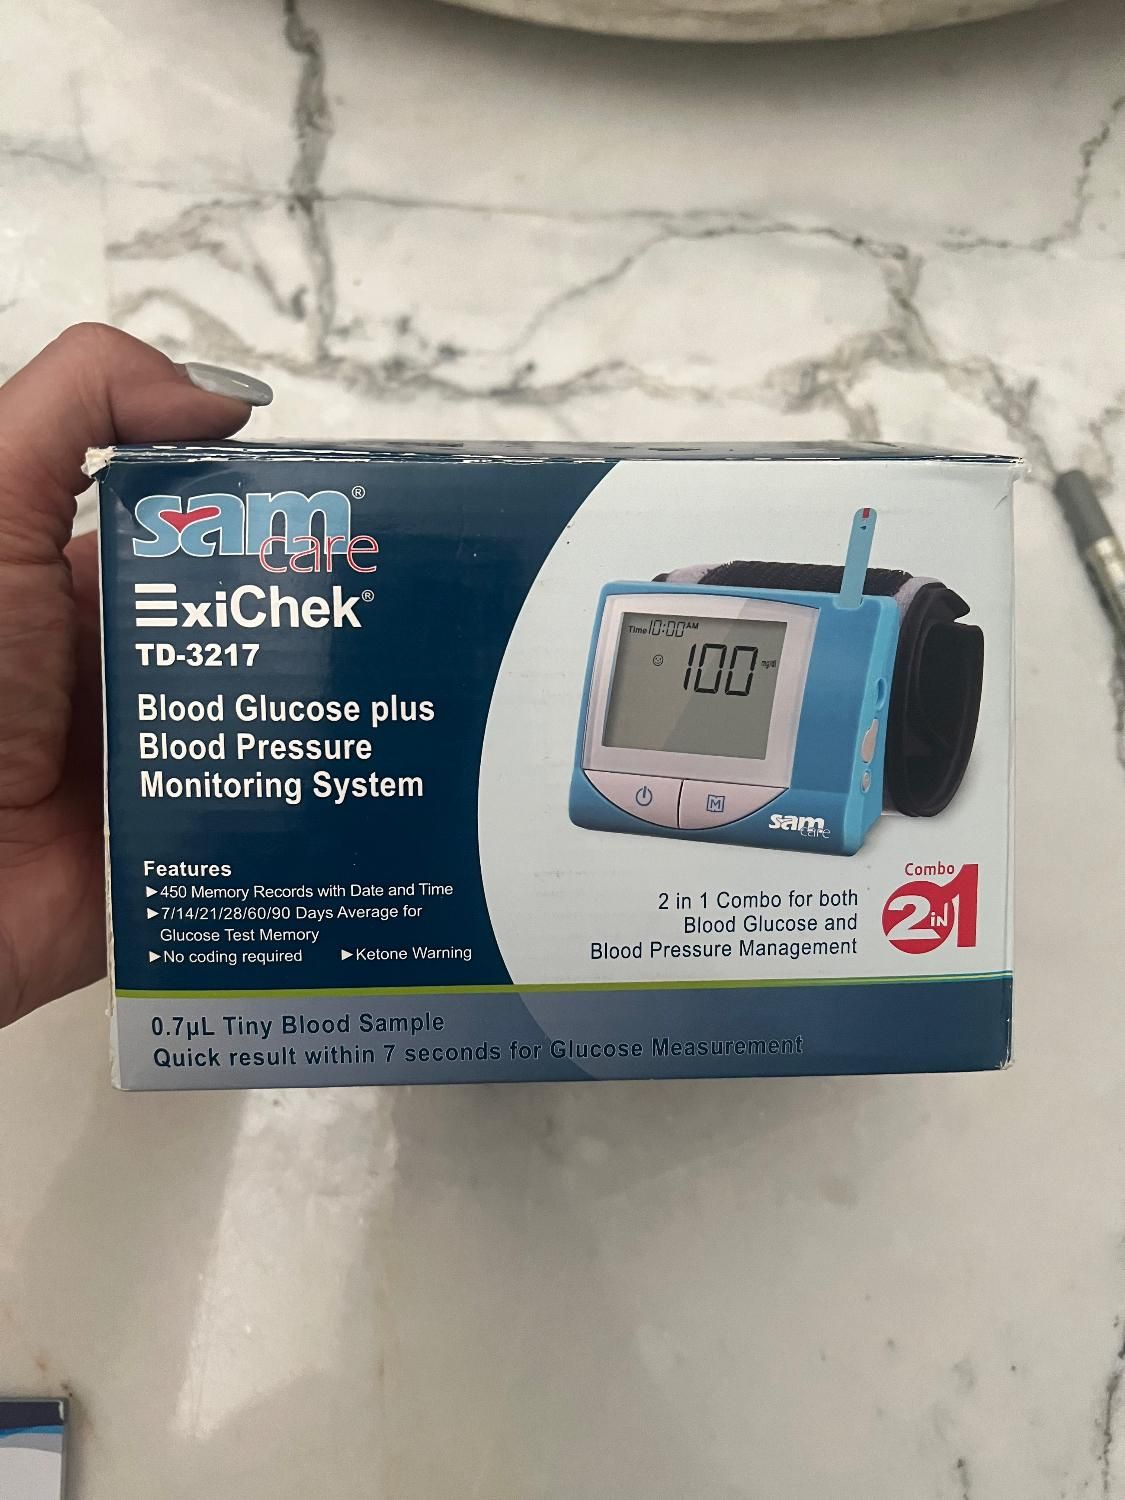 sam®
care
ExiChek®
TD-3217
Blood Glucose plus
Blood Pressure
Monitoring System
Features
►450 Memory Records with Date and Time
►7/14/21/28/60/90 Days Average for
Glucose Test Memory
►No coding required ►Ketone Warning
Time 10:00 AM
100 mg/dl
M
sam
care
2 in 1 Combo for both
Blood Glucose and
Blood Pressure Management
Combo
2 IN 1
0.7µL Tiny Blood Sample
Quick result within 7 seconds for Glucose Measurement